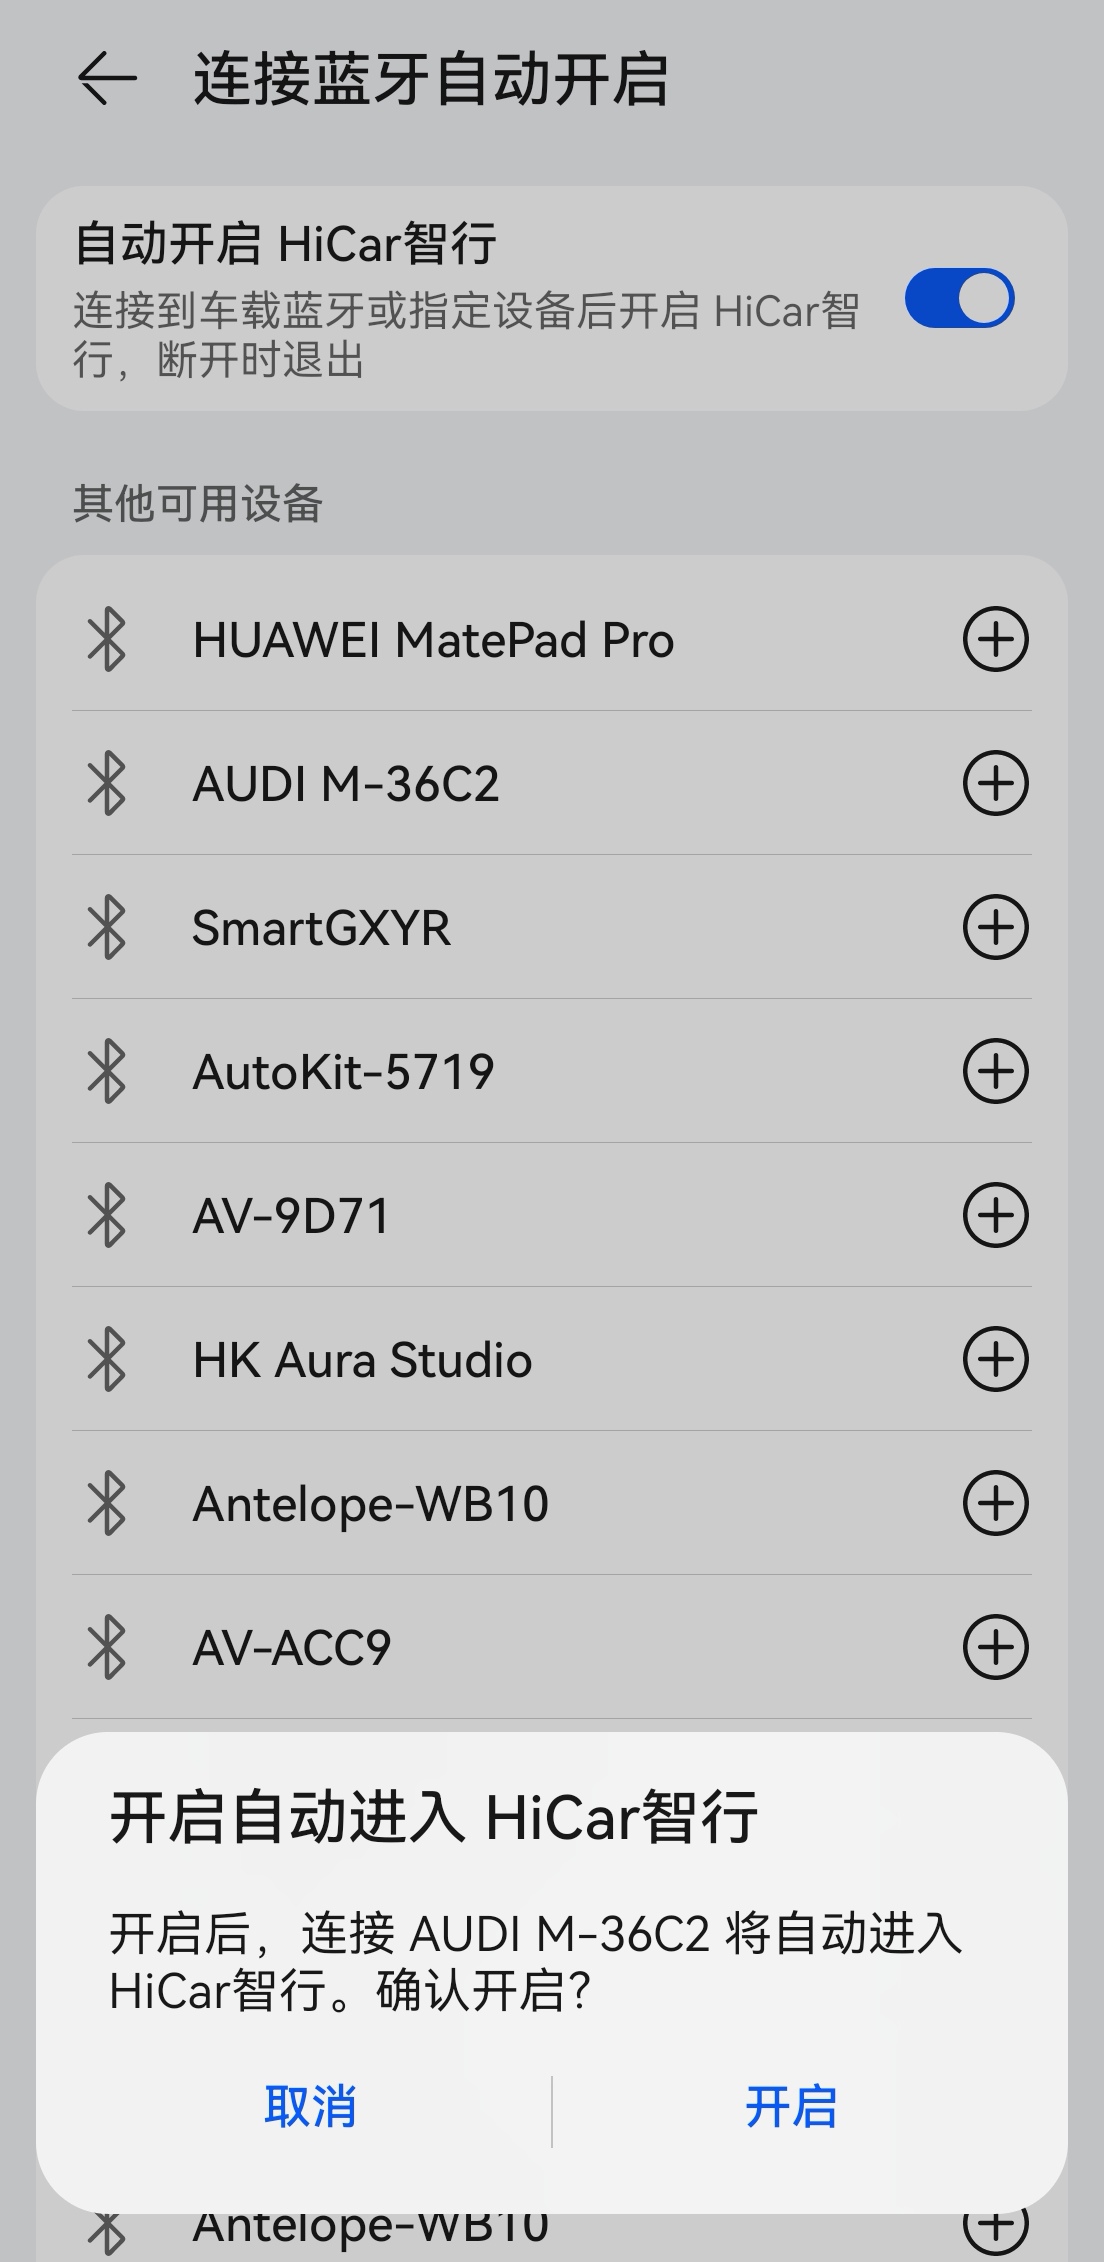 连接蓝牙自动开启
自动开启 HiCar智行
连接到车载蓝牙或指定设备后开启 HiCar智
行，断开时退出
其他可用设备
HUAWEI MatePad Pro
AUDI M-36C2
SmartGXYR
AutoKit-5719
AV-9D71
HK Aura Studio
Antelope-WB10
AV-ACC9
开启自动进入 HiCar智行
开启后，连接 AUDI M-36C2 将自动进入
HiCar智行。确认开启？
取消
开启
Antelope-WB10